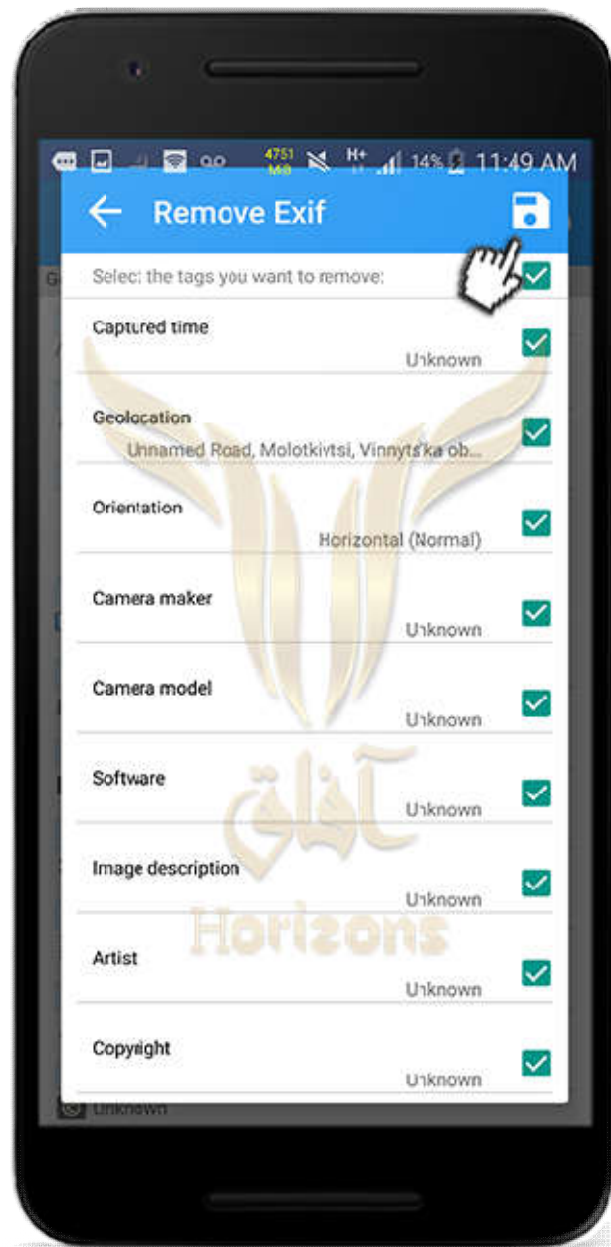 4751
MiB
H+
14%
11:49 AM
Remove Exif
Select the tags you want to remove:
Captured time
Unknown
Geolocation
Unnamed Road, Molotkivtsi, Vinnyts'ka ob...
Orientation
Horizontal (Normal)
Camera maker
Unknown
Camera model
Unknown
Software
Unknown
آفاق
Image description
Unknown
Horizons
Artist
Unknown
Copyright
Unknown
Unknown